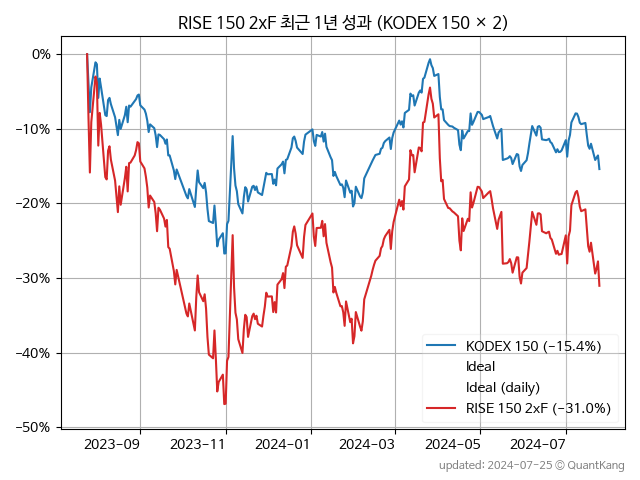 RISE 150 2xF 최근 1년 성과 (KODEX 150 × 2)
0%
−10%
−20%
−30%
−40%
−50%
KODEX 150 (−15.4%)
Ideal
Ideal (daily)
RISE 150 2xF (−31.0%)
2023−09
2023−11
2024−01
2024−03
2024−05
2024−07
updated: 2024-07-25 © QuantKang